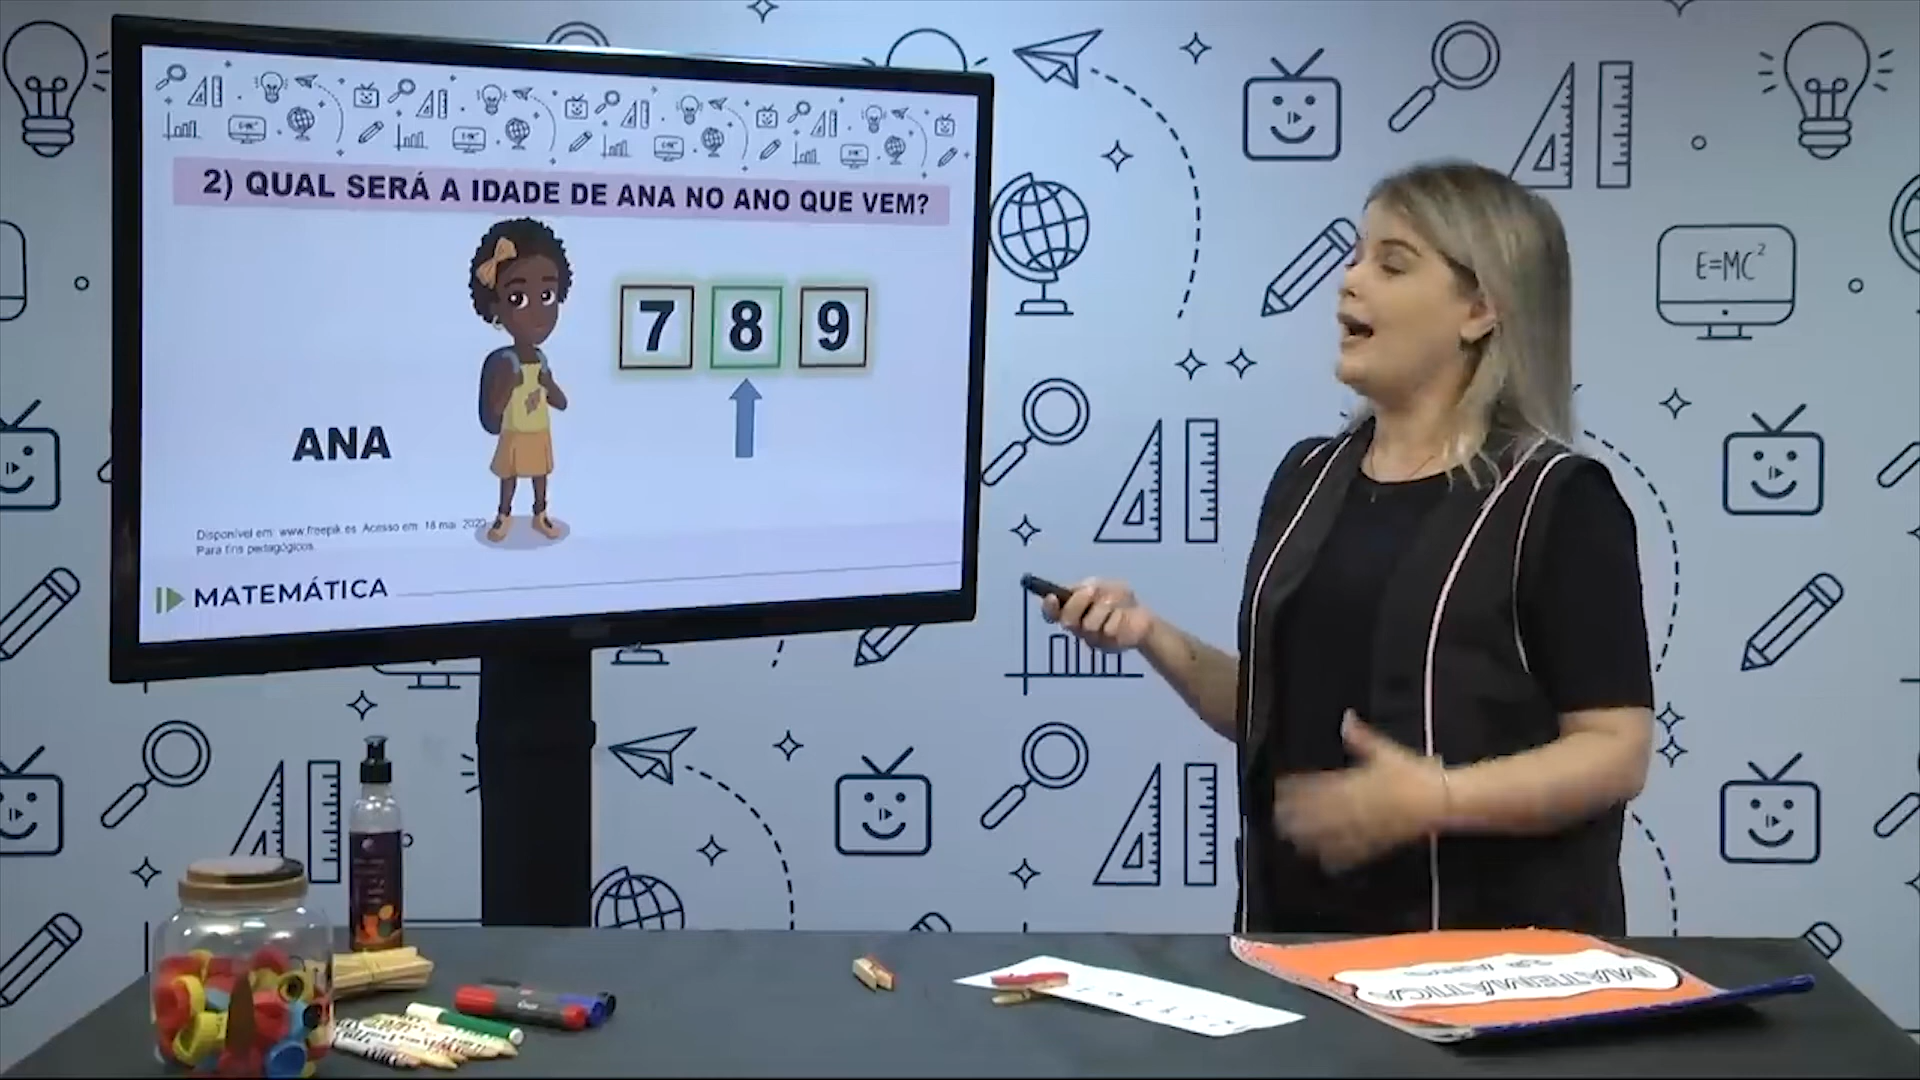 2) QUAL SERÁ A IDADE DE ANA NO ANO QUE VEM?
7 8 9
ANA
Disponível em: www.freepik.es Acesso em: 18 mai. 2020
Para fins pedagógicos.
MATEMÁTICA
E=MC²
MATEMÁTICA